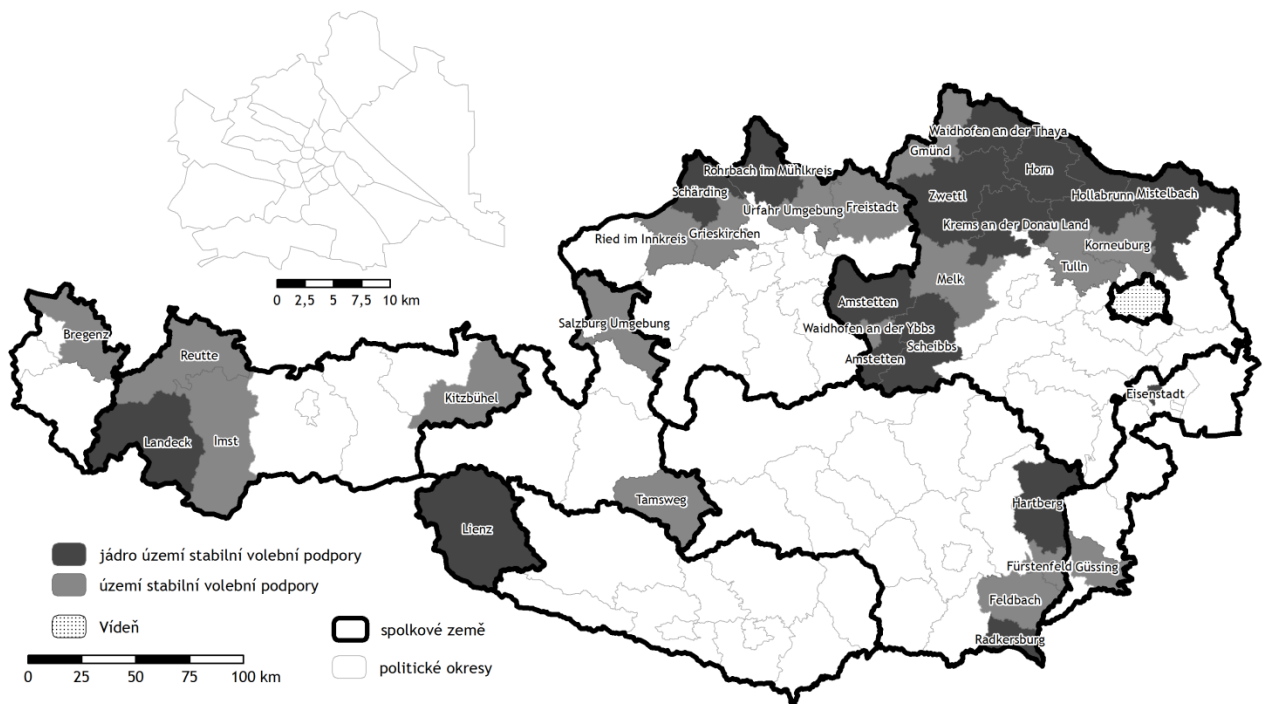 0 2,5 5 7,5 10 km
Waidhofen an der Thaya
Gmünd
Rohrbach im Mühlkreis
Horn
Schärding
Zwettl
Hollabrunn
Mistelbach
Urfahr Umgebung
Freistadt
Krems an der Donau Land
Ried im Innkreis
Grieskirchen
Korneuburg
Tulln
Melk
Amstetten
Salzburg Umgebung
Waidhofen an der Ybbs
Bregenz
Scheibbs
Reutte
Amstetten
Eisenstadt
Kitzbühel
Landeck
Imst
Tamsweg
Hartberg
Lienz
Fürstenfeld
Güssing
Feldbach
Radkersburg
jádro území stabilní volební podpory
území stabilní volební podpory
Vídeň
spolkové země
politické okresy
0 25 50 75 100 km